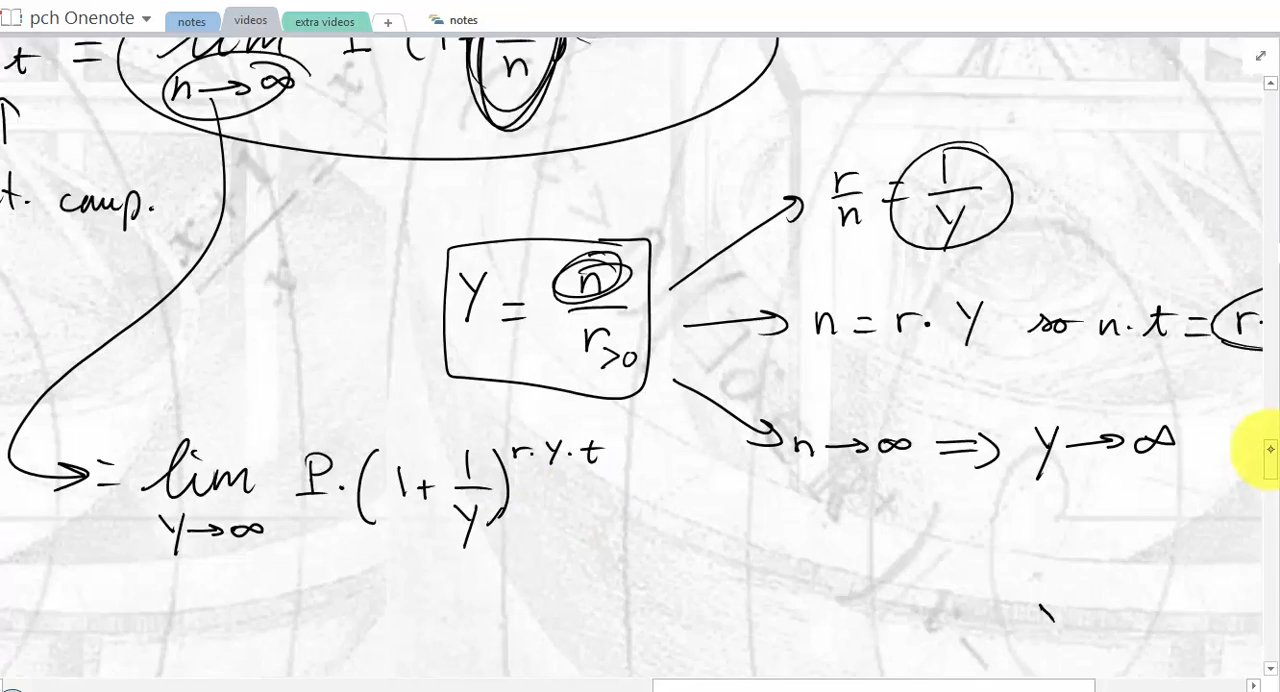 pch Onenote
notes videos extra videos + notes
t = lim
n→∞
n
t. comp.
r/n = 1/y
Y = n/r>0
n = r. Y so n.t = r.
n→∞ ⇒ Y→∞
= lim P.(1+ 1/Y)^r.Y.t
Y→∞